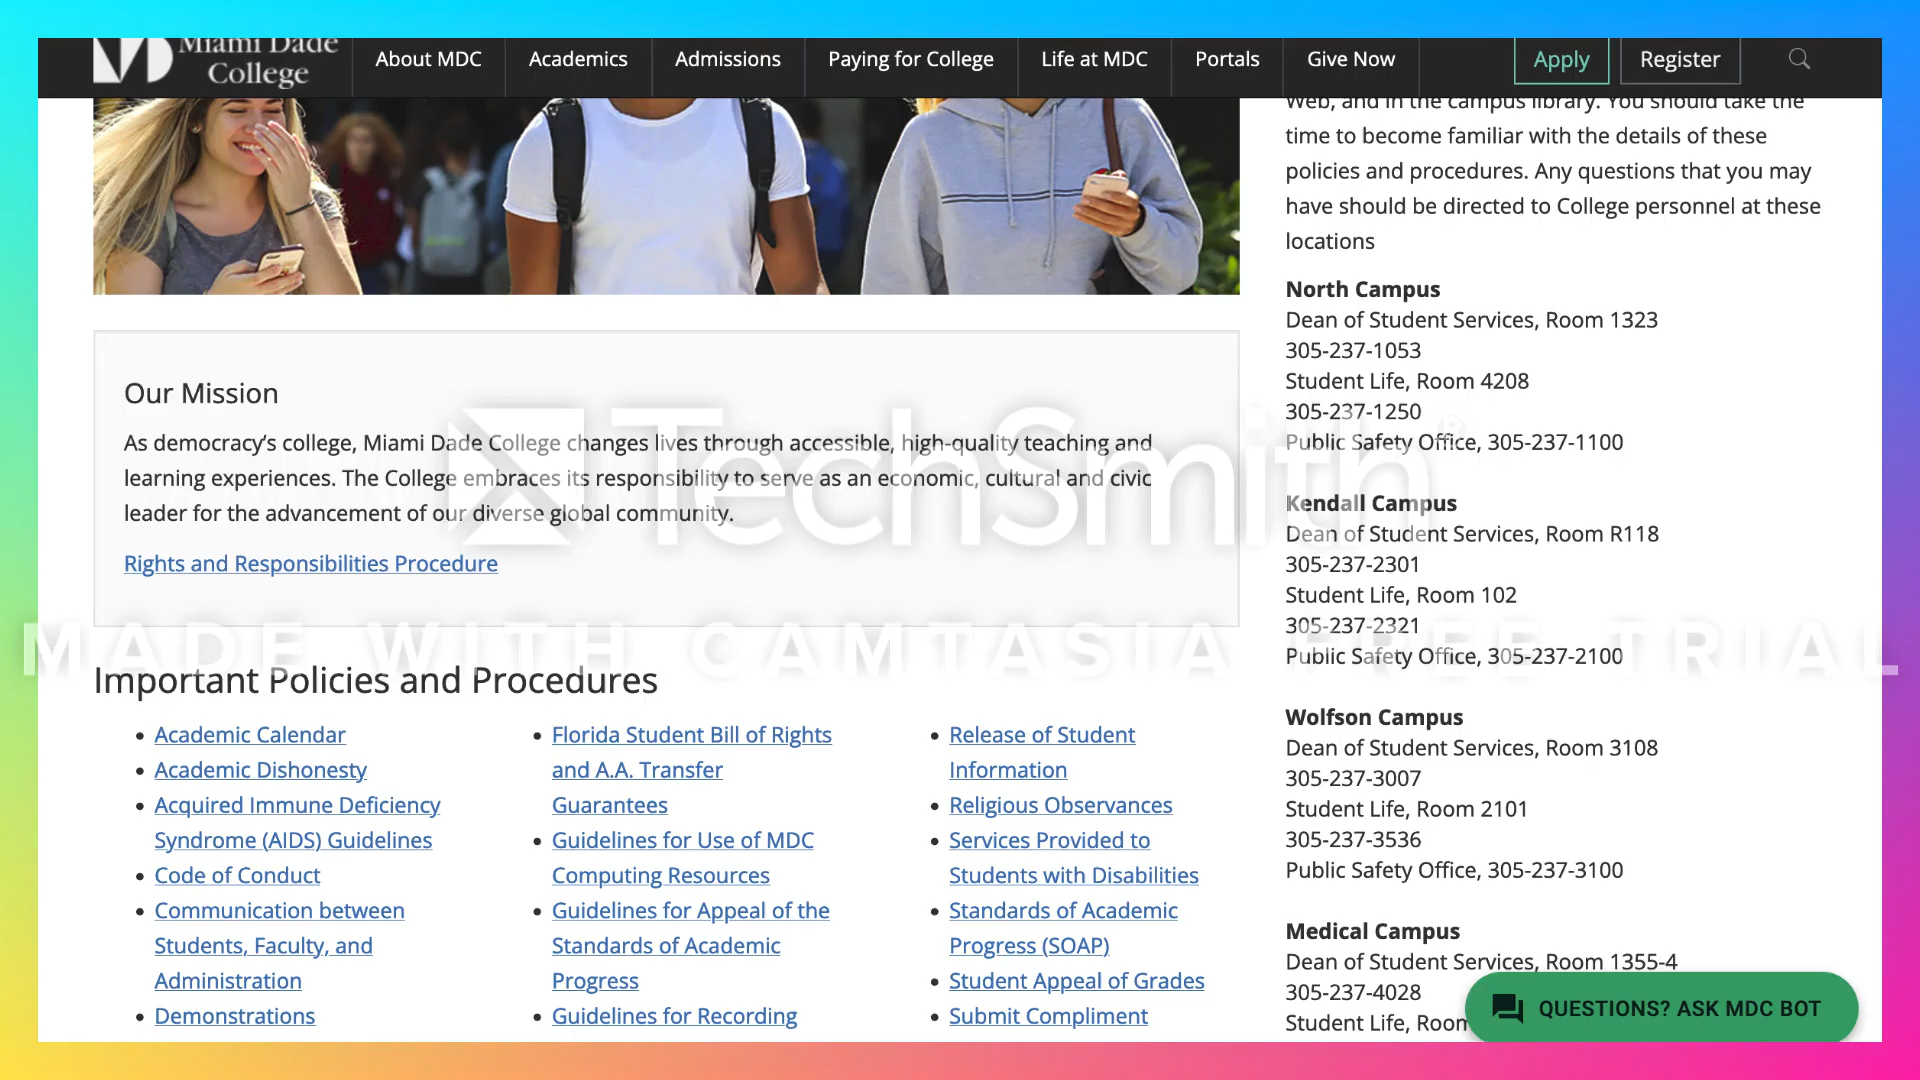 Miami Dade
College
About MDC
Academics
Admissions
Paying for College
Life at MDC
Portals
Give Now
Apply
Register
Web, and in the campus library. You should take the
time to become familiar with the details of these
policies and procedures. Any questions that you may
have should be directed to College personnel at these
locations
North Campus
Dean of Student Services, Room 1323
305-237-1053
Student Life, Room 4208
305-237-1250
Public Safety Office, 305-237-1100
Kendall Campus
Dean of Student Services, Room R118
305-237-2301
Student Life, Room 102
305-237-2321
Public Safety Office, 305-237-2100
Wolfson Campus
Dean of Student Services, Room 3108
305-237-3007
Student Life, Room 2101
305-237-3536
Public Safety Office, 305-237-3100
Medical Campus
Dean of Student Services, Room 1355-4
305-237-4028
Student Life, Room
Our Mission
As democracy’s college, Miami Dade College changes lives through accessible, high-quality teaching and
learning experiences. The College embraces its responsibility to serve as an economic, cultural and civic
leader for the advancement of our diverse global community.
Rights and Responsibilities Procedure
Important Policies and Procedures
Academic Calendar
Academic Dishonesty
Acquired Immune Deficiency
Syndrome (AIDS) Guidelines
Code of Conduct
Communication between
Students, Faculty, and
Administration
Demonstrations
Florida Student Bill of Rights
and A.A. Transfer
Guarantees
Guidelines for Use of MDC
Computing Resources
Guidelines for Appeal of the
Standards of Academic
Progress
Guidelines for Recording
Release of Student
Information
Religious Observances
Services Provided to
Students with Disabilities
Standards of Academic
Progress (SOAP)
Student Appeal of Grades
Submit Compliment
QUESTIONS? ASK MDC BOT
TechSmith®
MADE WITH CAMTASIA FREE TRIAL